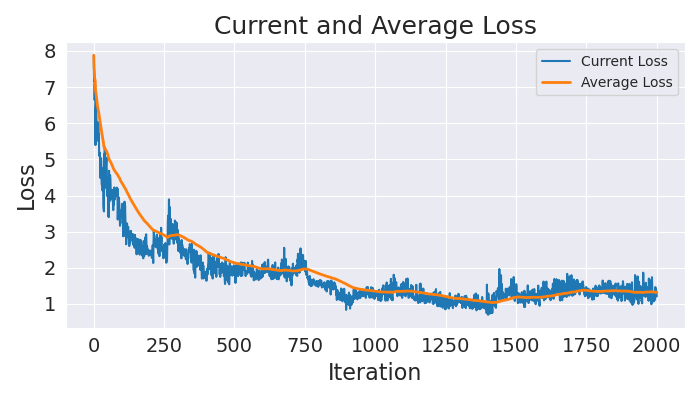 Current and Average Loss
Current Loss
Average Loss
Loss
8
7
6
5
4
3
2
1
0 250 500 750 1000 1250 1500 1750 2000
Iteration